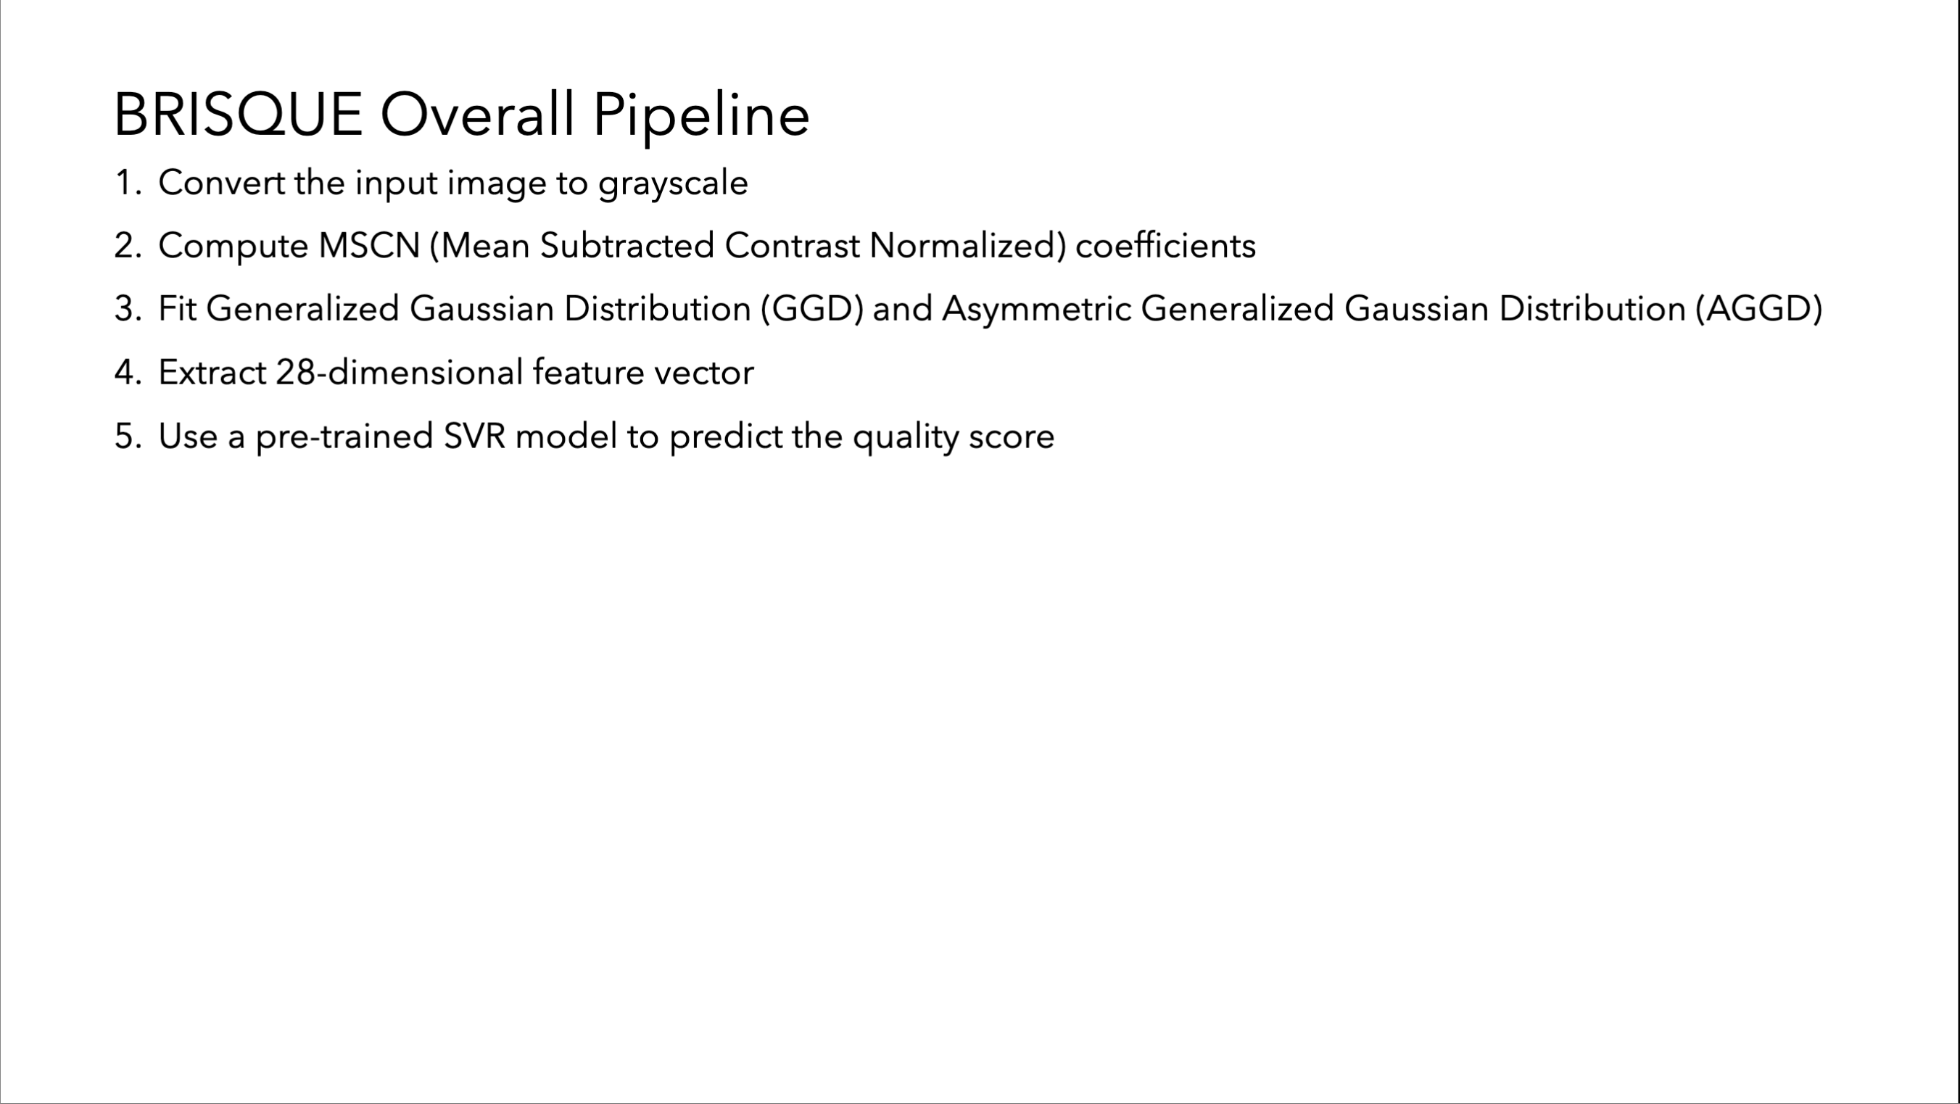 BRISQUE Overall Pipeline
1. Convert the input image to grayscale
2. Compute MSCN (Mean Subtracted Contrast Normalized) coefficients
3. Fit Generalized Gaussian Distribution (GGD) and Asymmetric Generalized Gaussian Distribution (AGGD)
4. Extract 28-dimensional feature vector
5. Use a pre-trained SVR model to predict the quality score